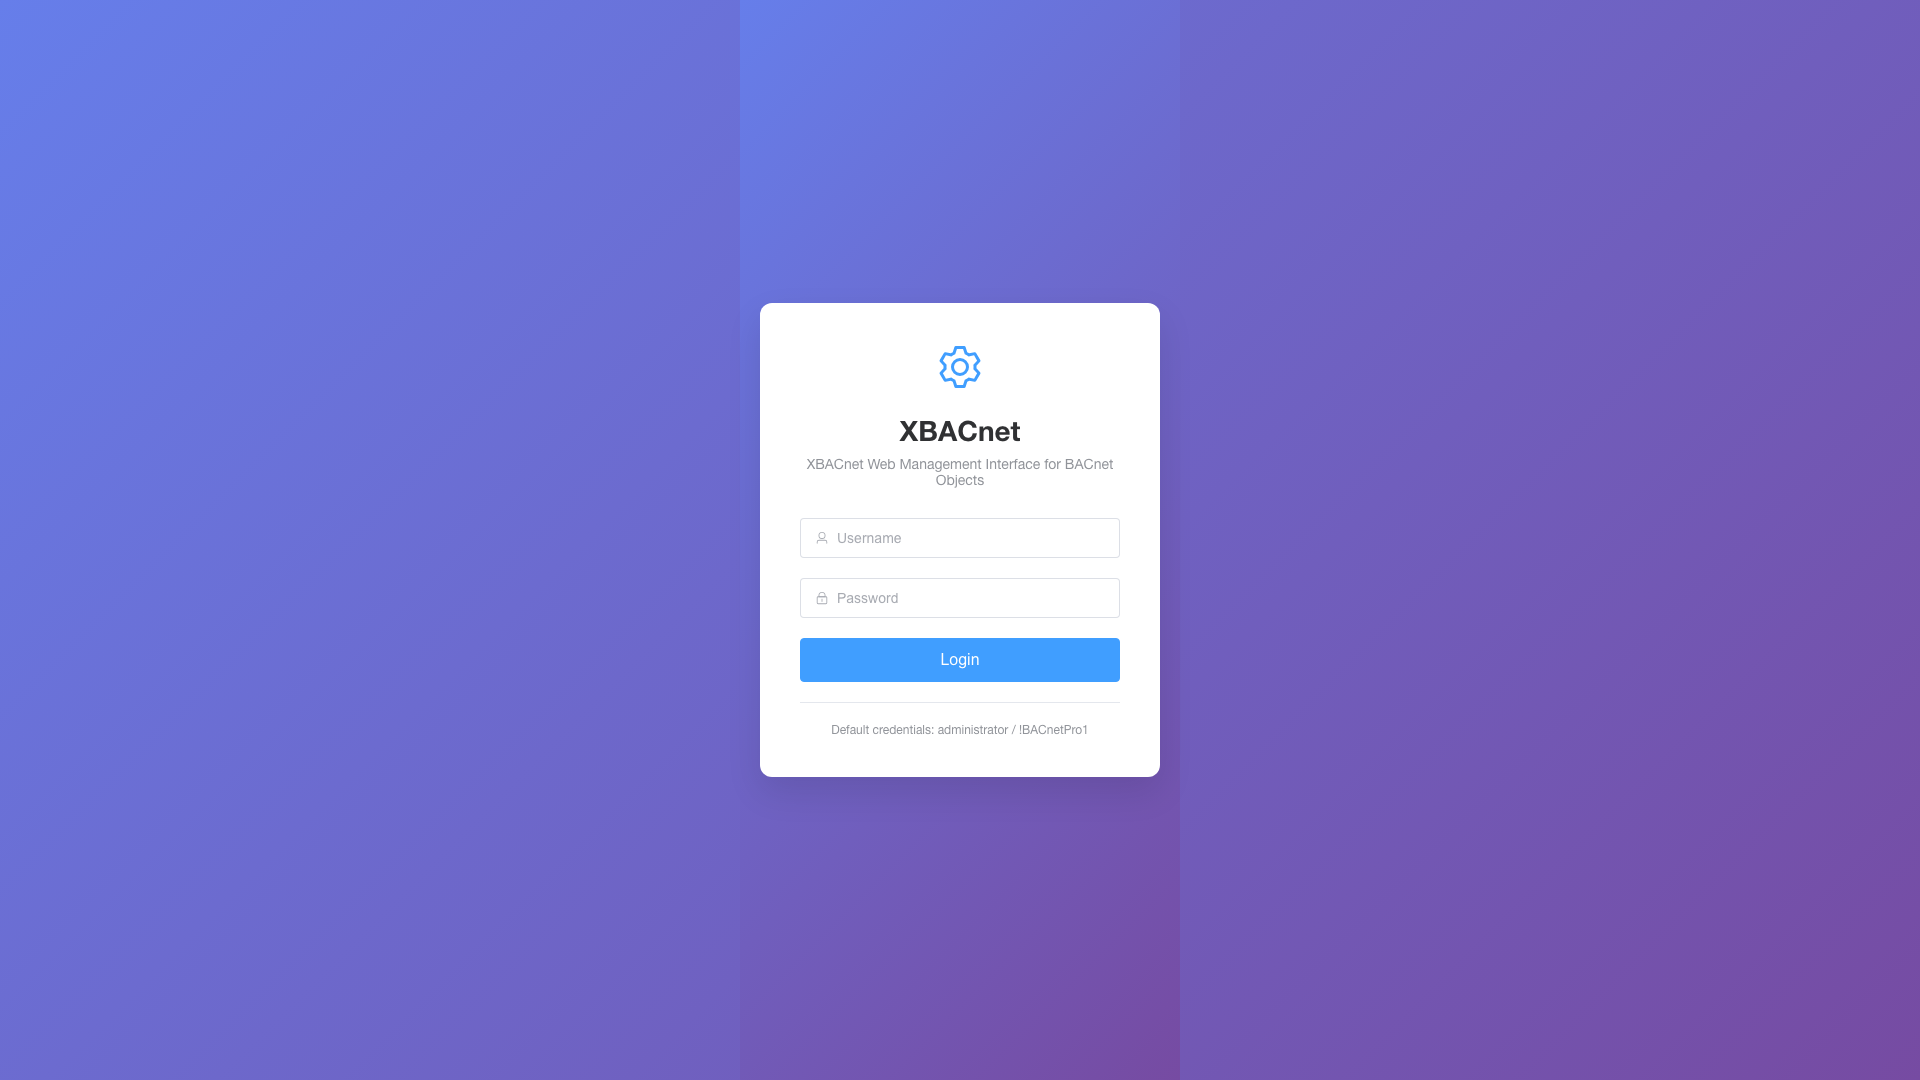 XBACnet
XBACnet Web Management Interface for BACnet
Objects
Username
Password
Login
Default credentials: administrator / !BACnetPro1